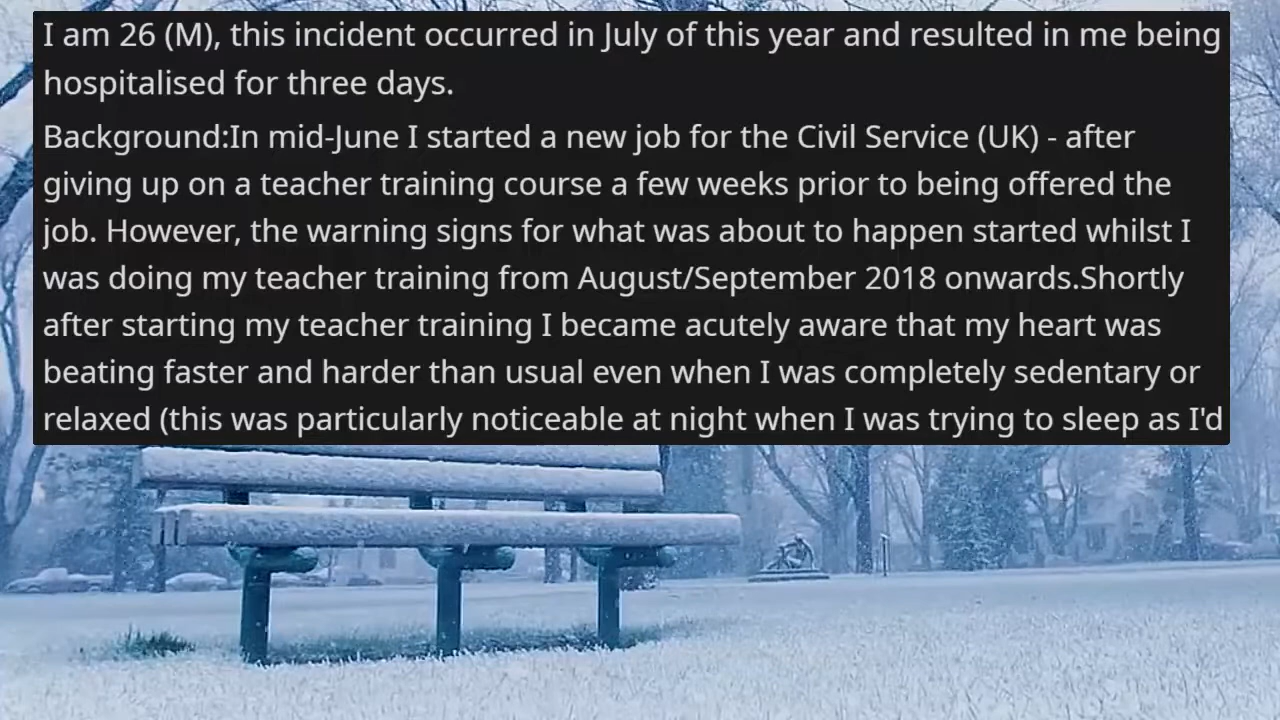 I am 26 (M), this incident occurred in July of this year and resulted in me being
hospitalised for three days.
Background:In mid-June I started a new job for the Civil Service (UK) - after
giving up on a teacher training course a few weeks prior to being offered the
job. However, the warning signs for what was about to happen started whilst I
was doing my teacher training from August/September 2018 onwards.Shortly
after starting my teacher training I became acutely aware that my heart was
beating faster and harder than usual even when I was completely sedentary or
relaxed (this was particularly noticeable at night when I was trying to sleep as I'd